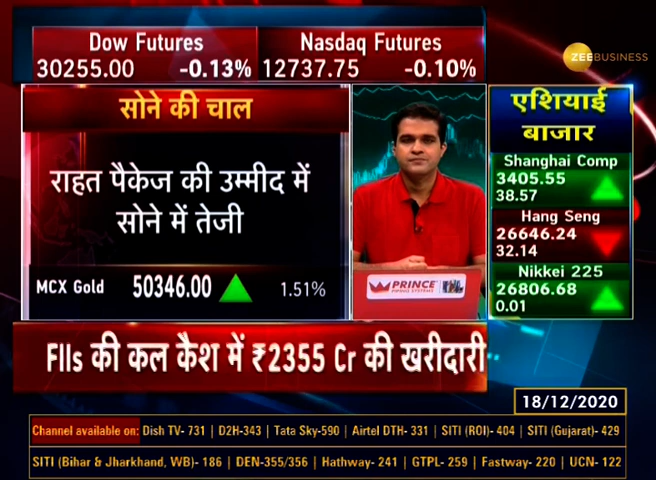 Dow Futures
30255.00 -0.13%
Nasdaq Futures
12737.75 -0.10%
ZEEBUSINESS
सोने की चाल
राहत पैकेज की उम्मीद में
सोने में तेजी
MCX Gold 50346.00 1.51%
PRINCE
PIPING SYSTEMS
एशियाई
बाजार
Shanghai Comp
3405.55
38.57
Hang Seng
26646.24
32.14
Nikkei 225
26806.68
0.01
FIIs की कल कैश में ₹2355 Cr की खरीदारी
18/12/2020
Channel available on: Dish TV- 731 | D2H-343 | Tata Sky-590 | Airtel DTH- 331 | SITI (ROI)- 404 | SITI (Gujarat)- 429
SITI (Bihar & Jharkhand, WB)- 186 | DEN-355/356 | Hathway- 241 | GTPL- 259 | Fastway- 220 | UCN- 122